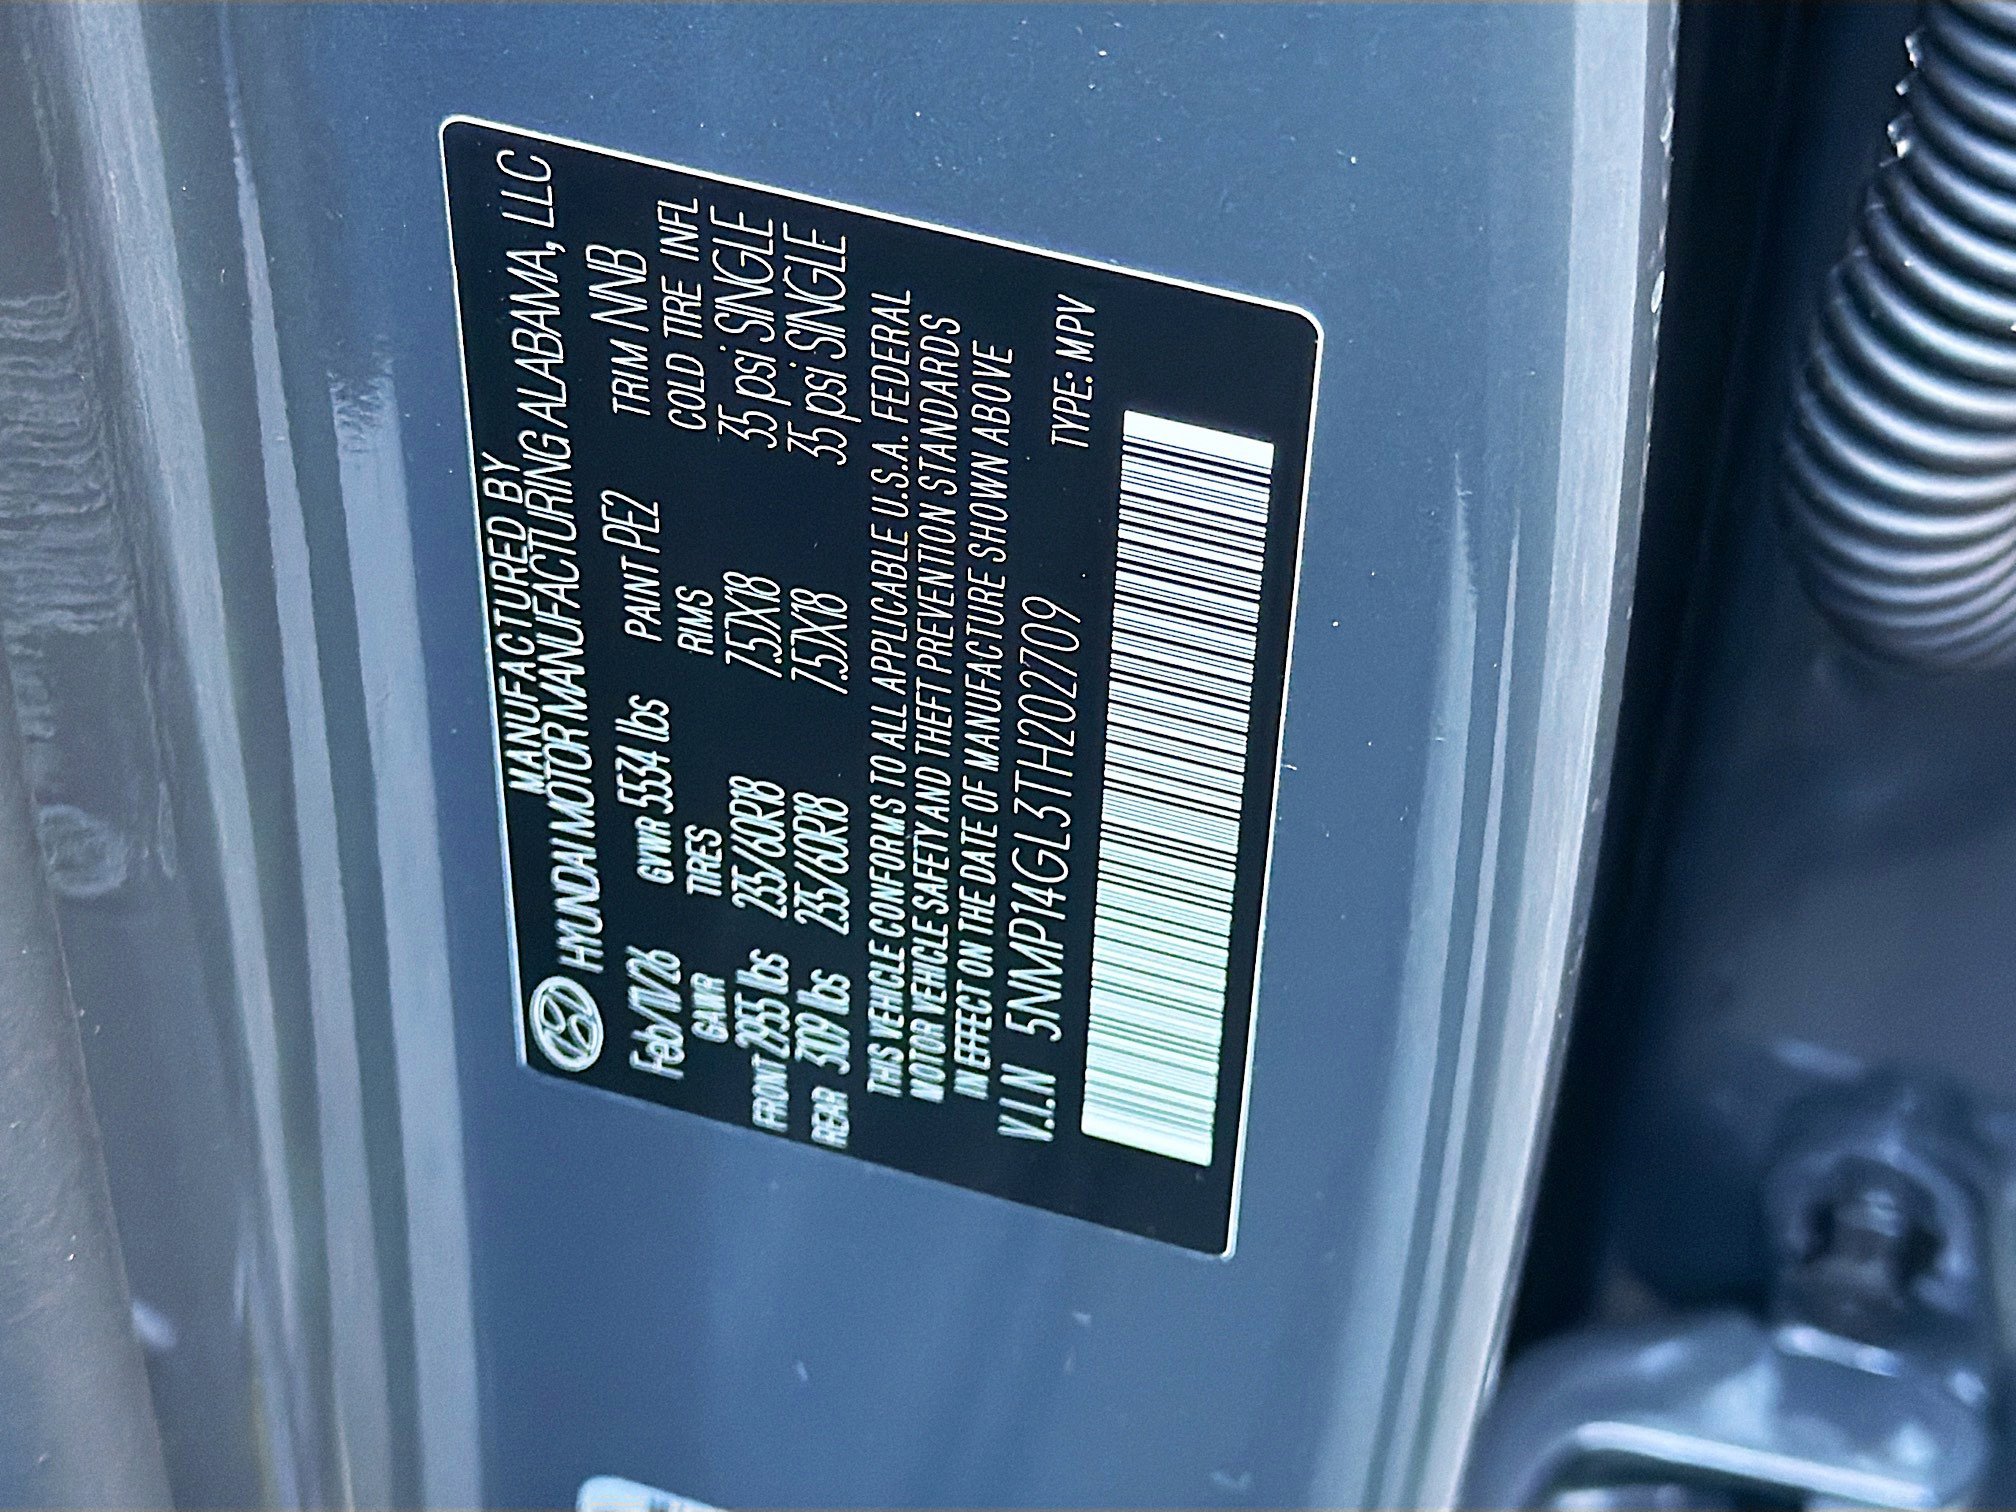 MANUFACTURED BY
HYUNDAI MOTOR MANUFACTURING ALABAMA, LLC
Feb/17/26 GVWR 5534 lbs PAINT PE2 TRIM NNB
GAWR TIRES RIMS COLD TIRE INFL
FRONT 2955 lbs 235/60R18 7.5JX18 35 psi SINGLE
REAR 3109 lbs 235/60R18 7.5JX18 35 psi SINGLE
THIS VEHICLE CONFORMS TO ALL APPLICABLE U.S.A. FEDERAL
MOTOR VEHICLE SAFETY AND THEFT PREVENTION STANDARDS
IN EFFECT ON THE DATE OF MANUFACTURE SHOWN ABOVE
V.I.N 5NMP14GL3TH202709 TYPE: MPV